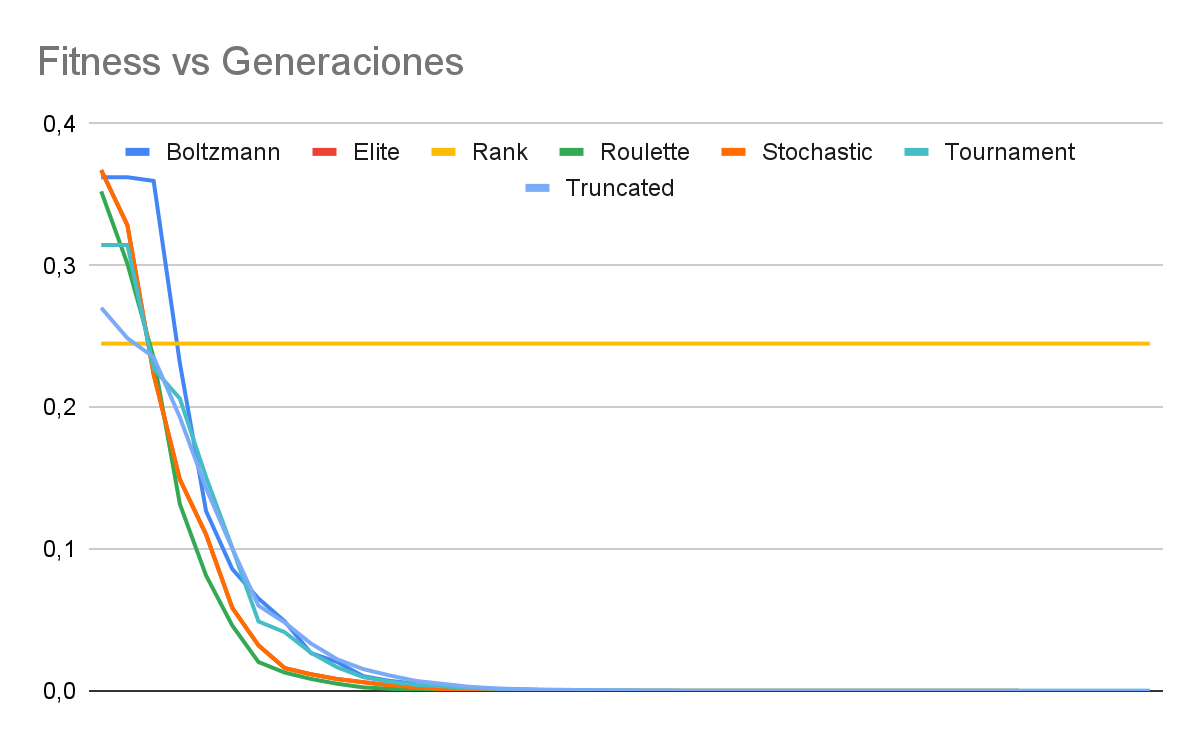 Fitness vs Generaciones
0,4
Boltzmann Elite Rank Roulette Stochastic Tournament
Truncated
0,3
0,2
0,1
0,0